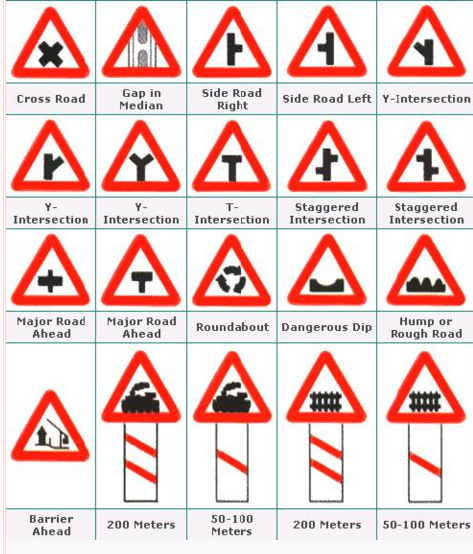 Cross Road
Gap in
Median
Side Road
Right
Side Road Left
Y-Intersection
Y-
Intersection
Y-
Intersection
T-
Intersection
Staggered
Intersection
Staggered
Intersection
Major Road
Ahead
Major Road
Ahead
Roundabout
Dangerous Dip
Hump or
Rough Road
Barrier
Ahead
200 Meters
50-100
Meters
200 Meters
50-100 Meters